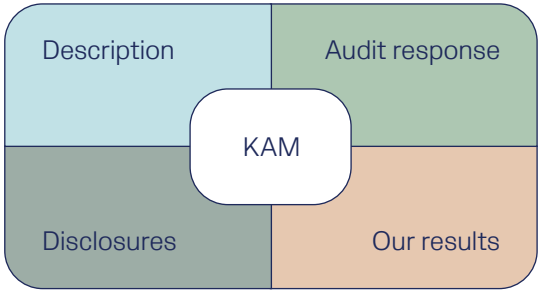 Description
Audit response
KAM
Disclosures
Our results